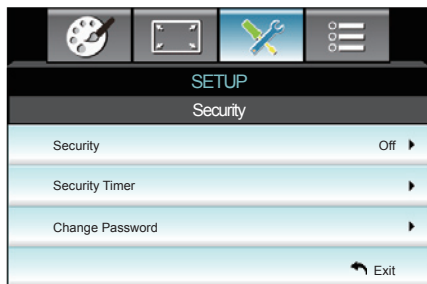 SETUP
Security
Security Off
Security Timer
Change Password
Exit